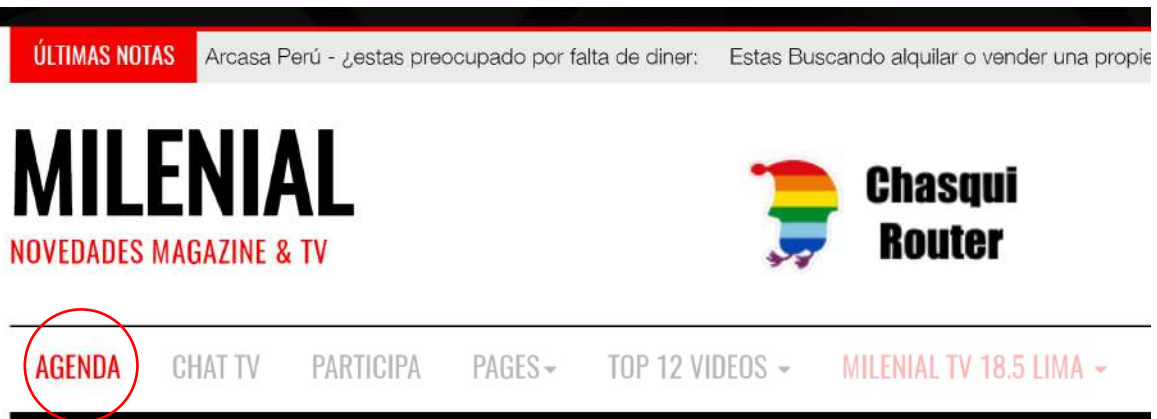 ÚLTIMAS NOTAS Arcasa Perú - ¿estas preocupado por falta de diner: Estas Buscando alquilar o vender una propie
MILENIAL
NOVEDADES MAGAZINE & TV
Chasqui
Router
AGENDA CHAT TV PARTICIPA PAGES TOP 12 VIDEOS MILENIAL TV 18.5 LIMA